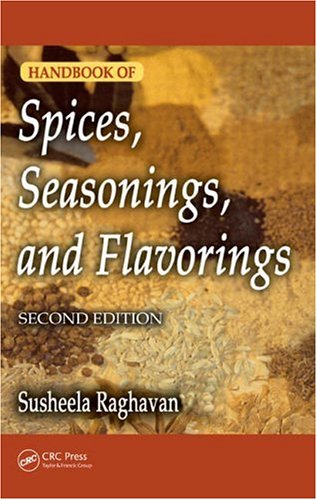 HANDBOOK OF
Spices,
Seasonings,
and Flavorings
SECOND EDITION
Susheela Raghavan
CRC
CRC Press
Taylor & Francis Group